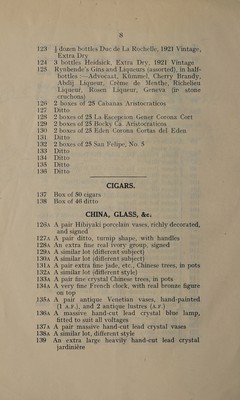 8
123 ½ dozen bottles Duc de La Rochelle, 1921 Vintage,
Extra Dry
124 3 bottles Heidsick, Extra Dry, 1921 Vintage
125 Rynbende's Gins and Liqueurs (assorted), in half-
bottles :—Advocaat, Kummel, Cherry Brandy,
Abdij Liqueur, Crème de Menthe, Richelieu
Liqueur, Rosen Liqueur, Geneva (in stone
cruchons)
126 2 boxes of 25 Cabanas Aristocraticos
127 Ditto
128 2 boxes of 25 La Escepcion Gener Corona Cort
129 2 boxes of 25 Bocky Ca. Aristocraticos
130 2 boxes of 25 Eden Corona Cortas del Eden
131 Ditto
132 2 boxes of 25 San Felipe, No. 5
133 Ditto
134 Ditto
135 Ditto
136 Ditto
CIGARS.
137 Box of 50 cigars
138 Box of 46 ditto
CHINA, GLASS, &c.
126A A pair Hibiyaki porcelain vases, richly decorated,
and signed
127A A pair ditto, turnip shape, with handles
128A An extra fine real ivory group, signed
129A A similar lot (different subject)
130A A similar lot (different subject)
131A A pair extra fine jade, etc., Chinese trees, in pots
132A A similar lot (different style)
133A A pair fine crystal Chinese trees, in pots
134A A very fine French clock, with real bronze figure
on top
135A A pair antique Venetian vases, hand-painted
(1 A.F.), and 2 antique lustres (A.F.)
136A A massive hand-cut lead crystal blue lamp,
fitted to suit all voltages
137A A pair massive hand-cut lead crystal vases
138A A similar lot, different style
139 An extra large heavily hand-cut lead crystal
jardinière